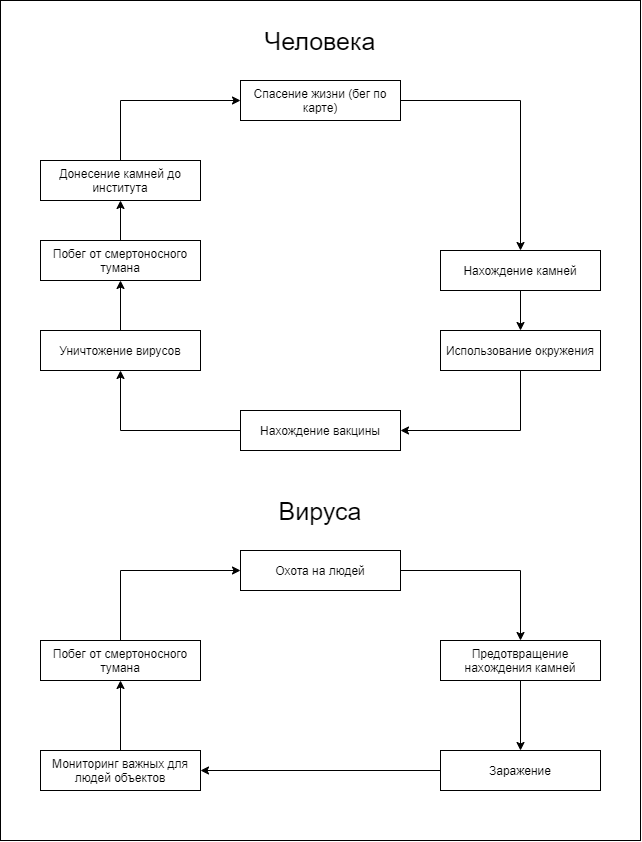 Человека
Спасение жизни (бег по
карте)
Донесение камней до
института
Побег от смертоносного
тумана
Нахождение камней
Уничтожение вирусов
Использование окружения
Нахождение вакцины
Вируса
Охота на людей
Побег от смертоносного
тумана
Предотвращение
нахождения камней
Мониторинг важных для
людей объектов
Заражение